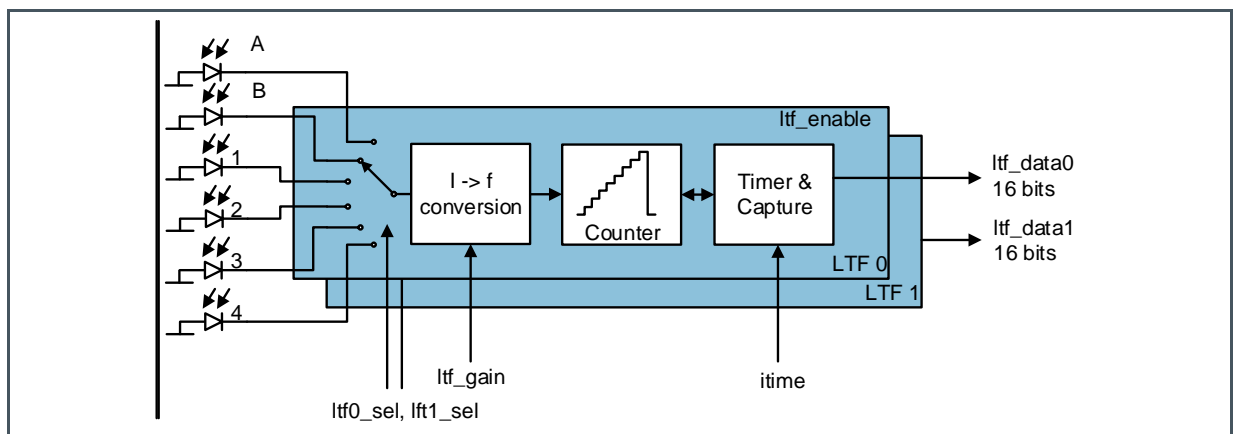 A
B
1
2
3
4
ltf_enable
I -> f
conversion
Counter
Timer &
Capture
LTF 0
LTF 1
ltf_data0
16 bits
ltf_data1
16 bits
ltf_gain
itime
ltf0_sel, lft1_sel